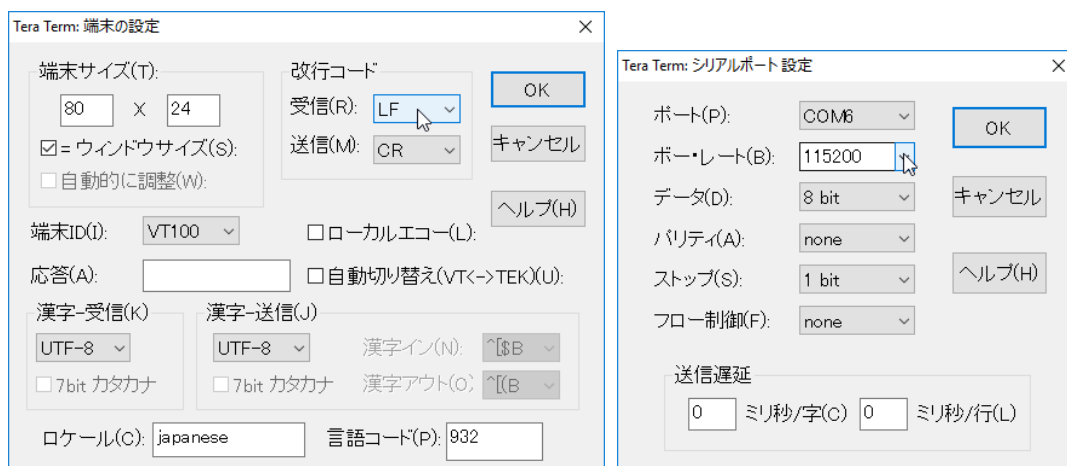 Tera Term: 端末の設定
端末サイズ(T):
80 X 24
☑= ウィンドウサイズ(S):
□自動的に調整(W):
改行コード
受信(R): LF
送信(M): CR
OK
キャンセル
ヘルプ(H)
端末ID(I): VT100
□ローカルエコー(L):
応答(A):
□自動切り替え(VT<->TEK)(U):
漢字-受信(K)
UTF-8
□7bit カタカナ
漢字-送信(J)
UTF-8
□7bit カタカナ
漢字イン(N): ^[$B
漢字アウト(O) ^[(B
ロケール(C): japanese
言語コード(P): 932
Tera Term: シリアルポート 設定
ポート(P): COM6
ボー・レート(B): 115200
データ(D): 8 bit
パリティ(A): none
ストップ(S): 1 bit
フロー制御(F): none
OK
キャンセル
ヘルプ(H)
送信遅延
0 ミリ秒/字(C) 0 ミリ秒/行(L)